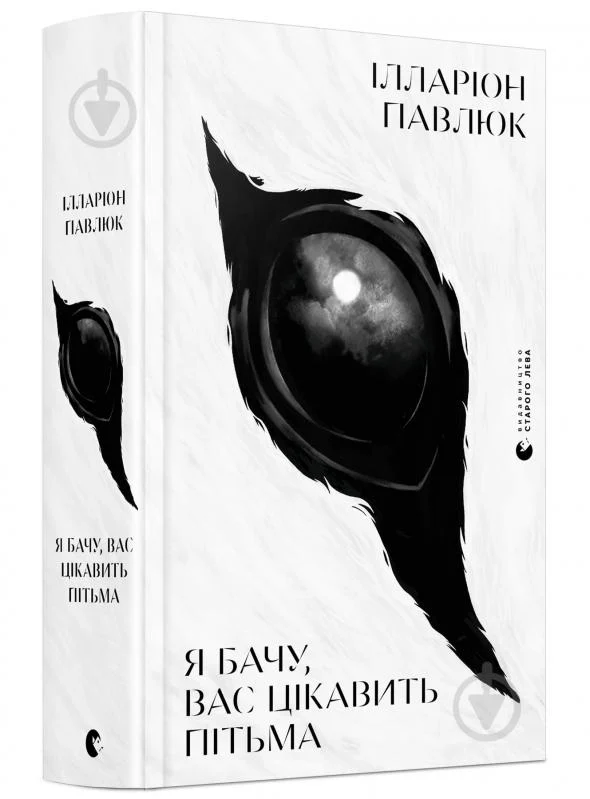 ІЛЛАРІОН
ПАВЛЮК
ІЛЛАРІОН
ПАВЛЮК
видавництво
СТАРОГО ЛЕВА
Я БАЧУ, ВАС
ЦІКАВИТЬ
ПІТЬМА
Я БАЧУ,
ВАС ЦІКАВИТЬ
ПІТЬМА